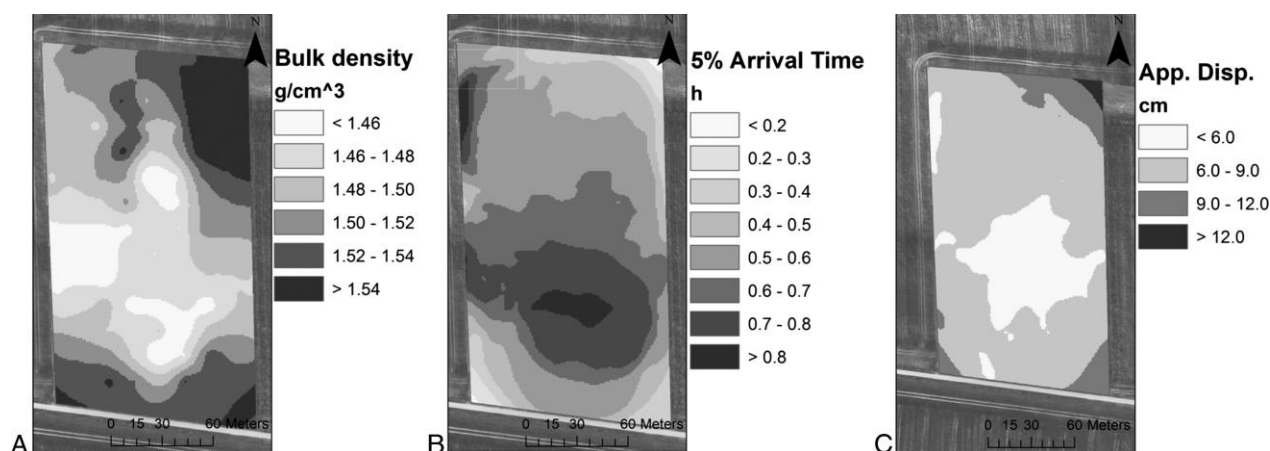 Z
Bulk density
g/cm^3
< 1.46
1.46 - 1.48
1.48 - 1.50
1.50 - 1.52
1.52 - 1.54
> 1.54
0 15 30 60 Meters
A
Z
5% Arrival Time
h
< 0.2
0.2 - 0.3
0.3 - 0.4
0.4 - 0.5
0.5 - 0.6
0.6 - 0.7
0.7 - 0.8
> 0.8
0 15 30 60 Meters
B
Z
App. Disp.
cm
< 6.0
6.0 - 9.0
9.0 - 12.0
> 12.0
0 15 30 60 Meters
C